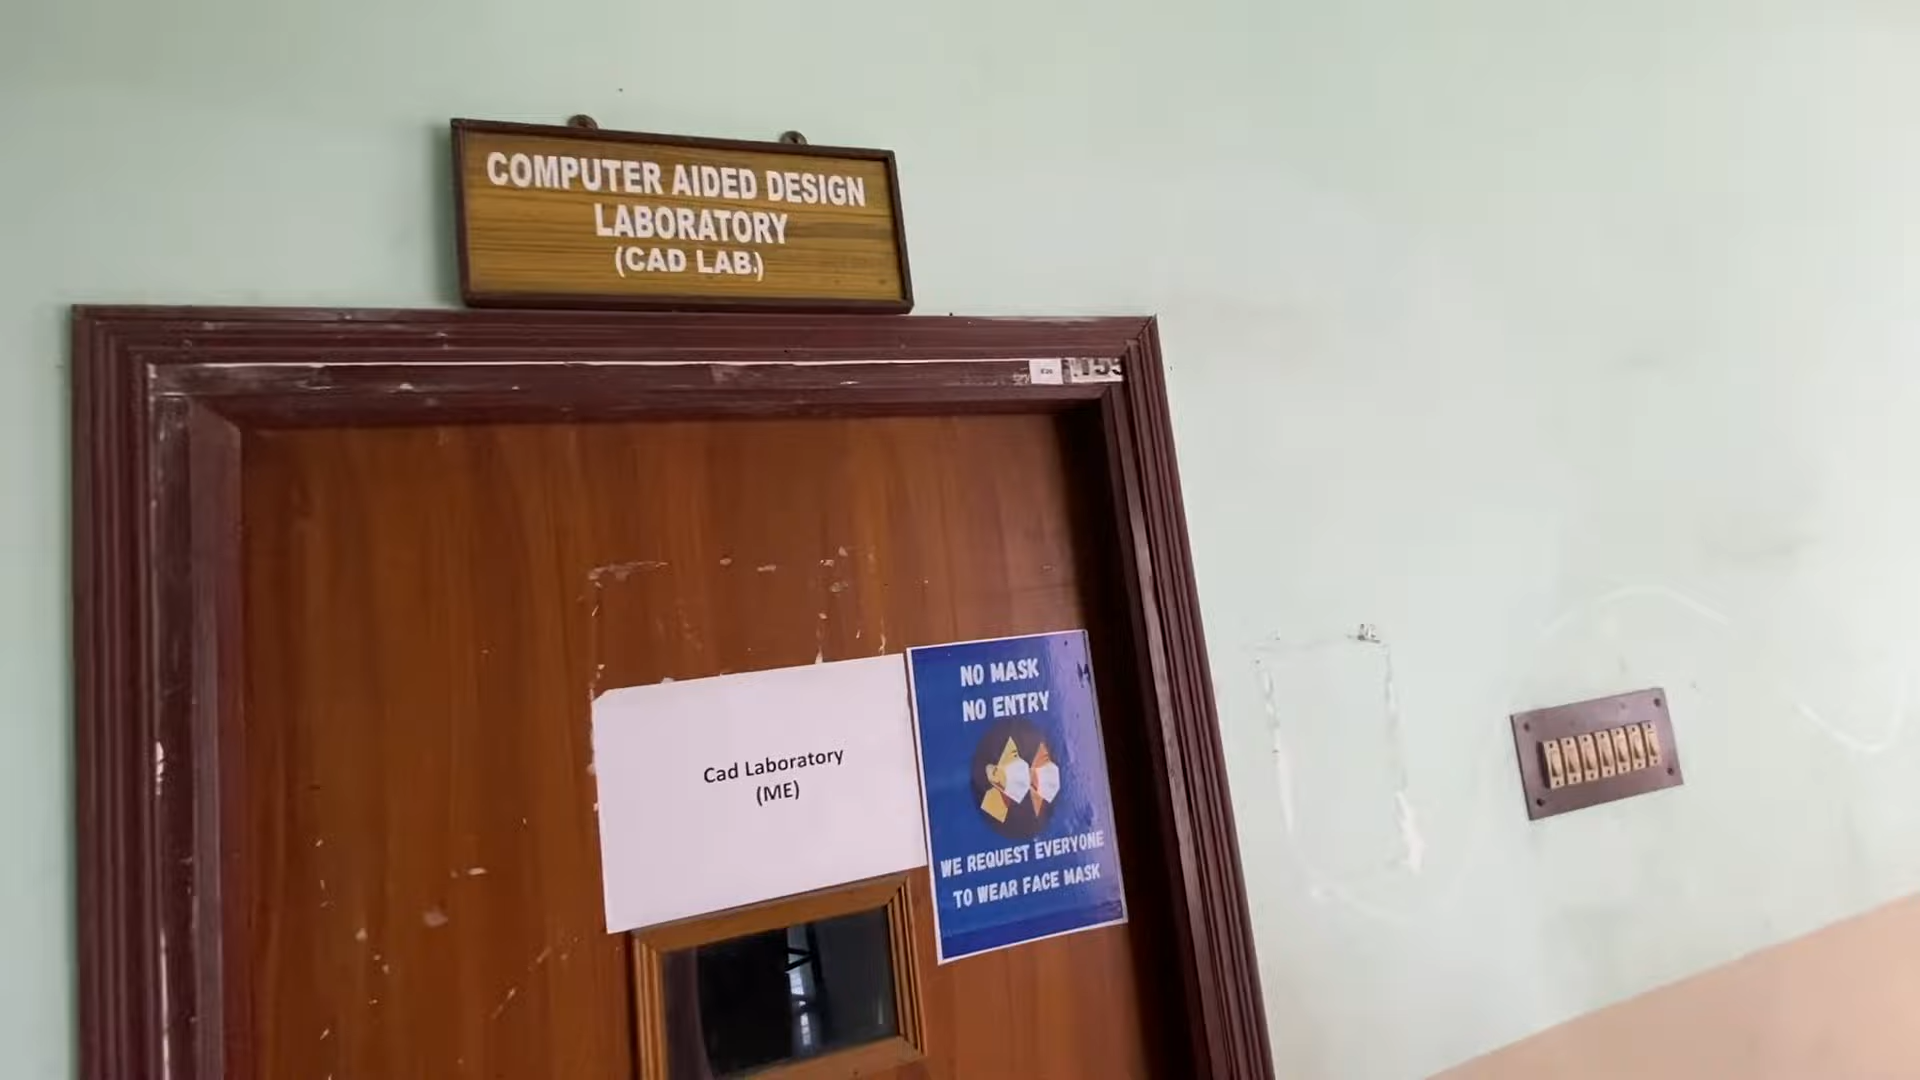 COMPUTER AIDED DESIGN
LABORATORY
(CAD LAB.)
Cad Laboratory
(ME)
NO MASK
NO ENTRY
WE REQUEST EVERYONE
TO WEAR FACE MASK